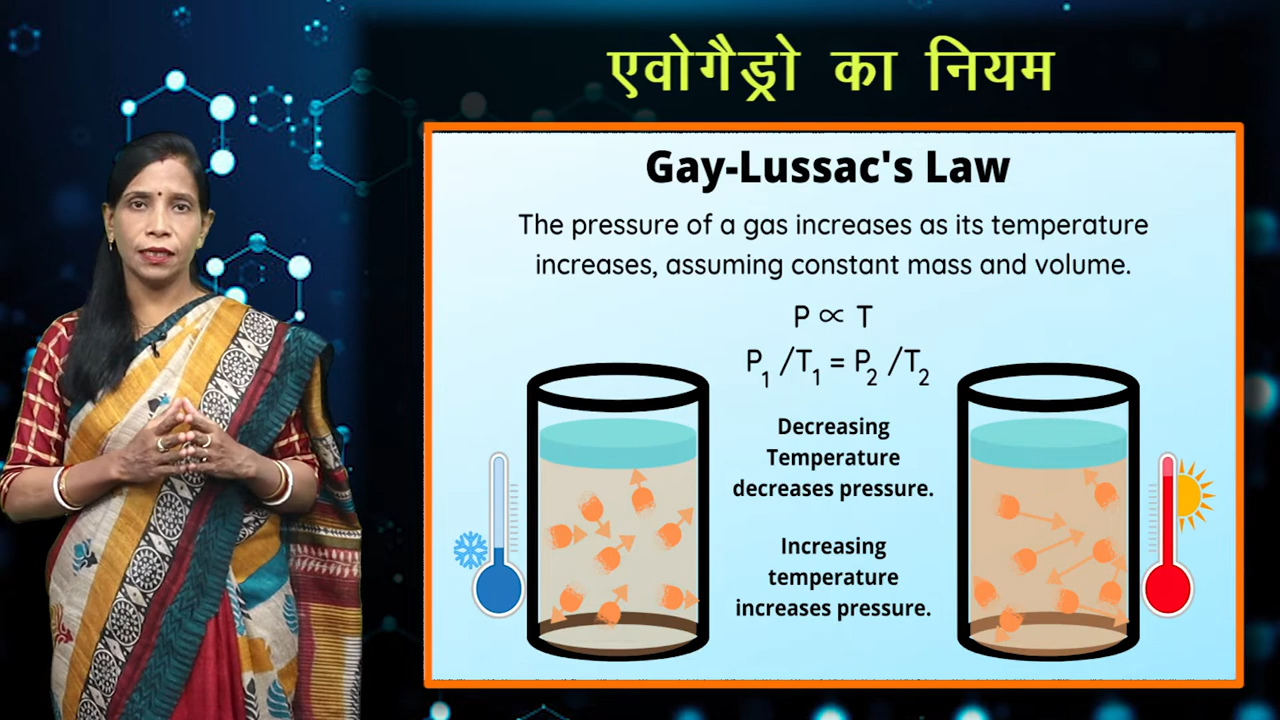 एवोगैड्रो का नियम
Gay-Lussac's Law
The pressure of a gas increases as its temperature
increases, assuming constant mass and volume.
P ∝ T
P₁ /T₁ = P₂ /T₂
Decreasing
Temperature
decreases pressure.
Increasing
temperature
increases pressure.